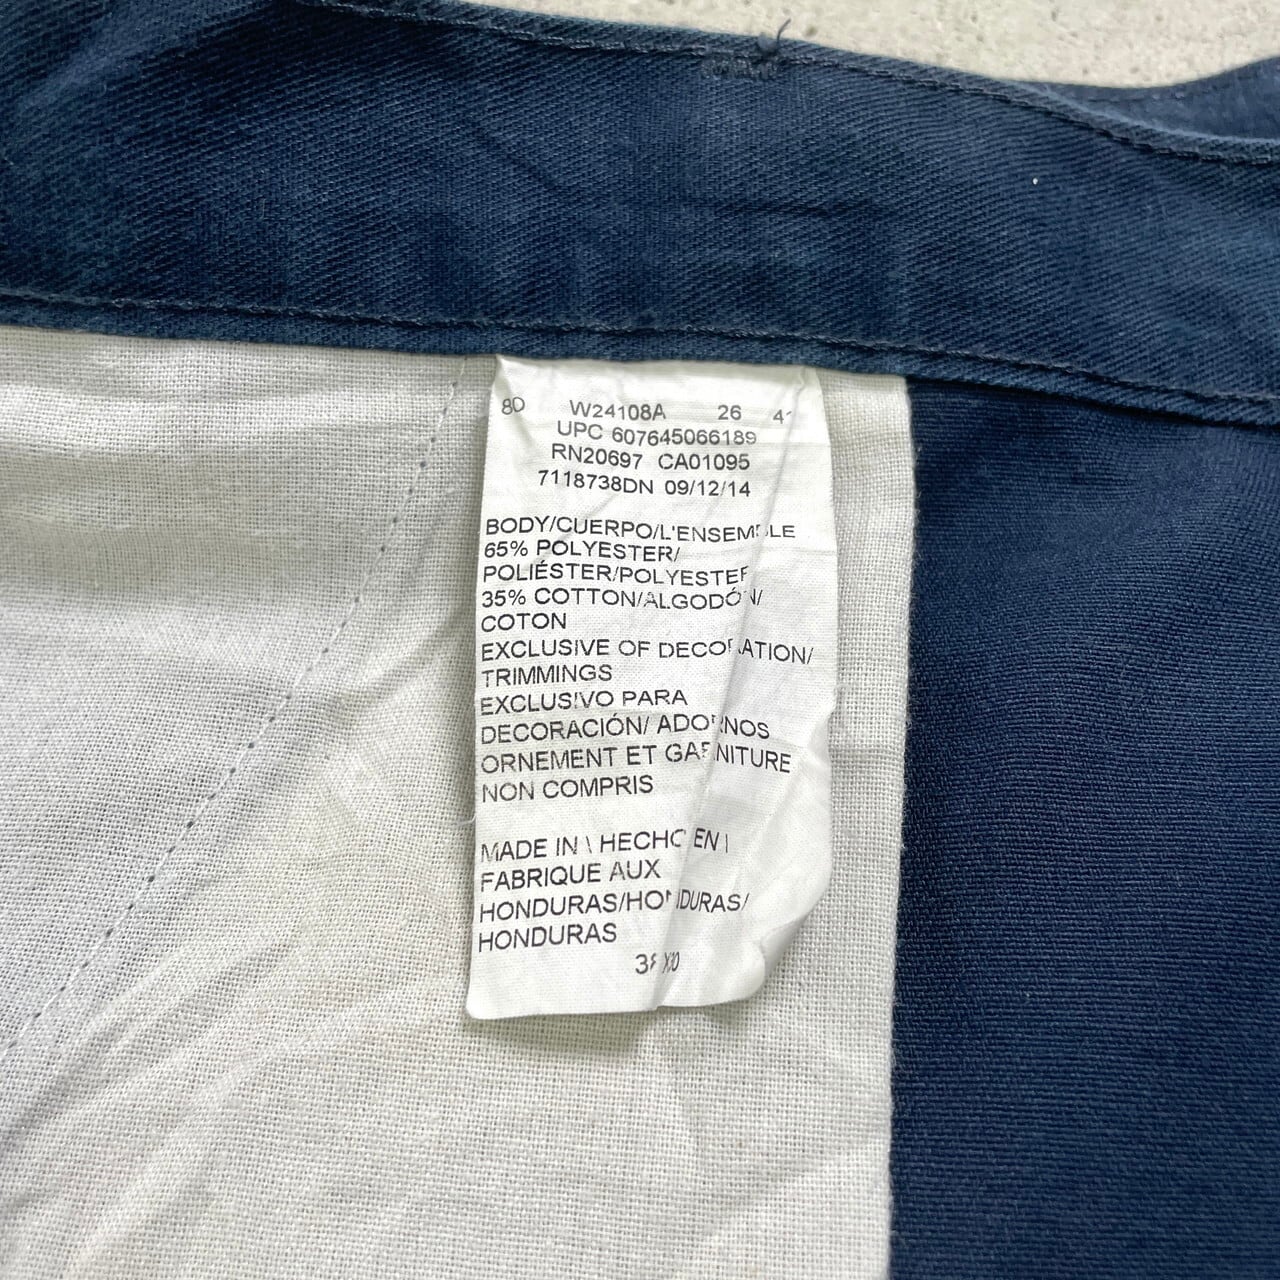 8D W24108A 26
UPC 607645066189
RN20697 CA01095
7118738DN 09/12/14
BODY/CUERPO/L'ENSEMBLE
65% POLYESTER/
POLIÉSTER/POLYESTER
35% COTTON/ALGODÓN/
COTON
EXCLUSIVE OF DECORATION/
TRIMMINGS
EXCLUSIVO PARA
DECORACIÓN/ ADORNOS
ORNEMENT ET GARNITURE
NON COMPRIS
MADE IN \ HECHO EN |
FABRIQUE AUX
HONDURAS/HONDURAS/
HONDURAS